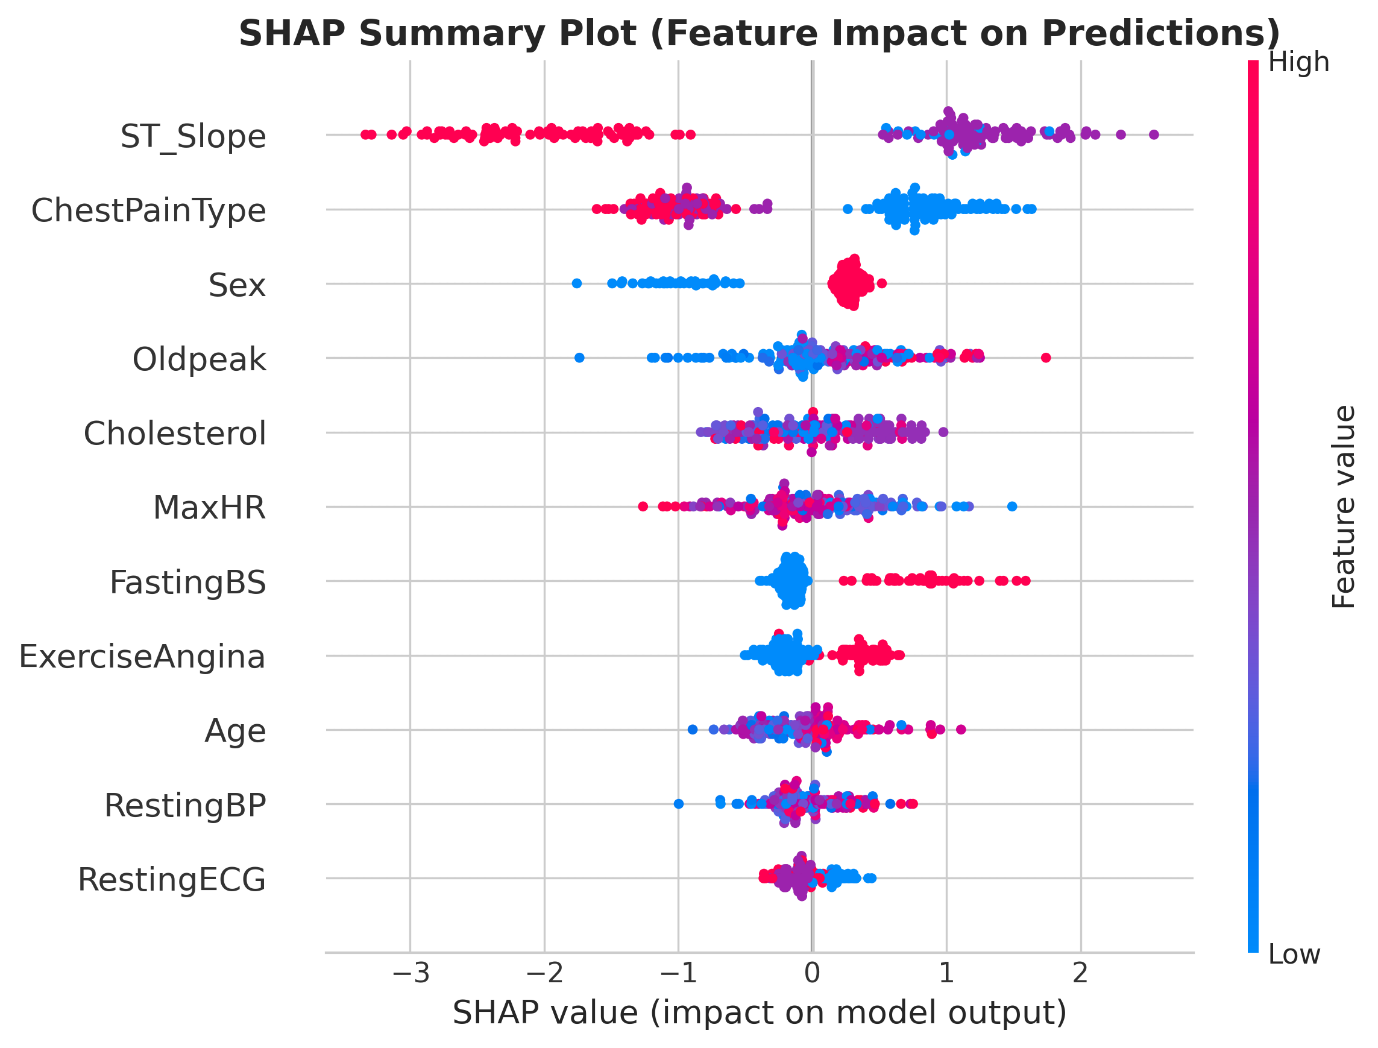 SHAP Summary Plot (Feature Impact on Predictions)
High
ST_Slope
ChestPainType
Sex
Oldpeak
Cholesterol
MaxHR
FastingBS
ExerciseAngina
Age
RestingBP
RestingECG
Feature value
Low
−3 −2 −1 0 1 2
SHAP value (impact on model output)